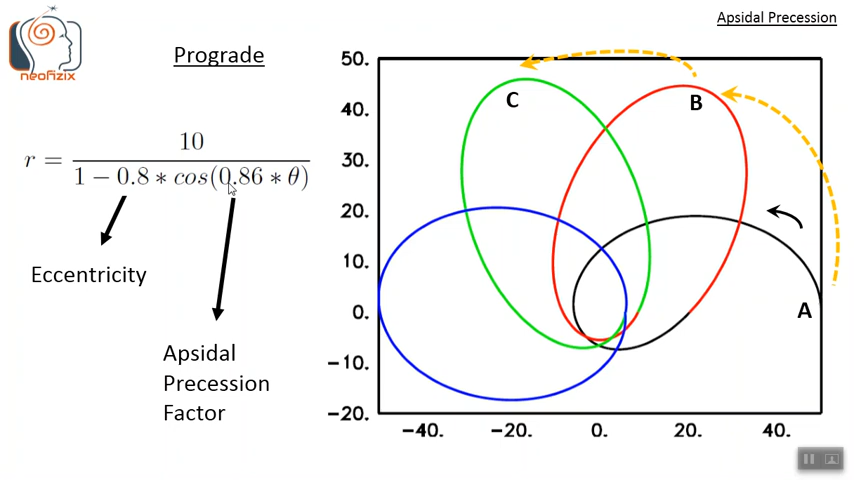 Apsidal Precession
neofizix
Prograde
r = 10 / (1 − 0.8 * cos(0.86 * θ))
Eccentricity
Apsidal
Precession
Factor
50.
40.
30.
20.
10.
0.
−10.
−20.
−40. −20. 0. 20. 40.
A
B
C